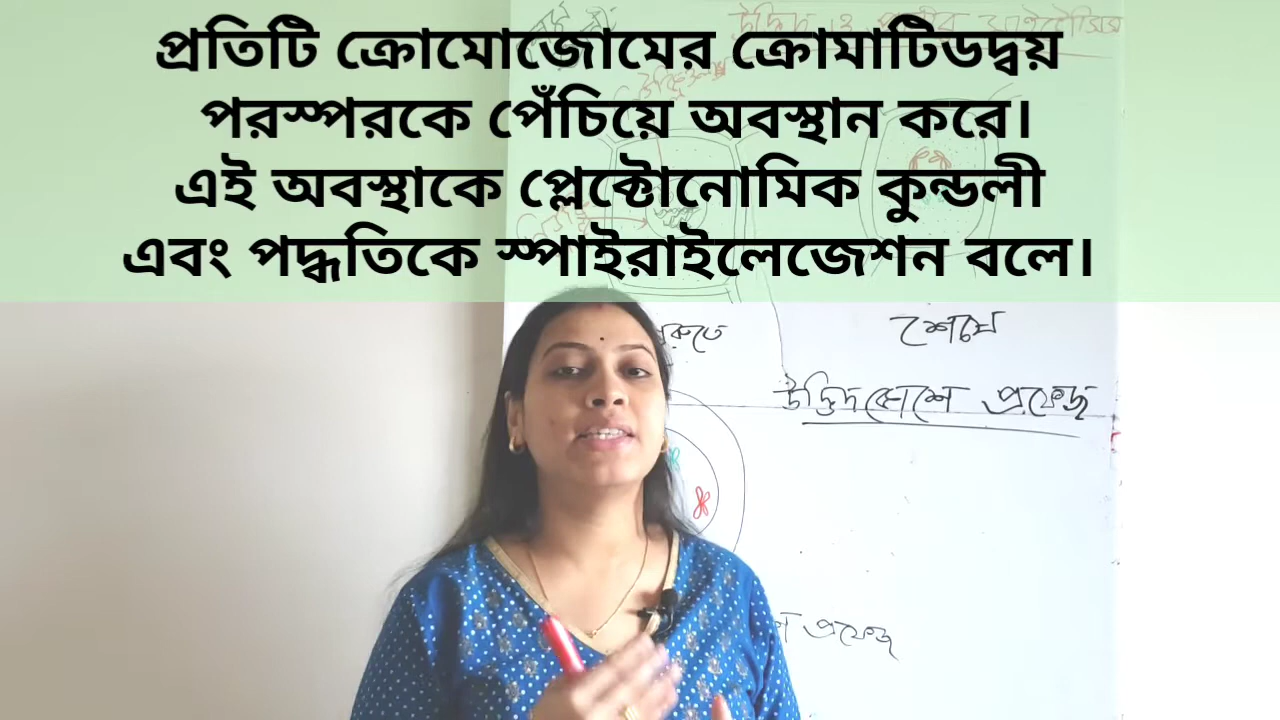 প্রতিটি ক্রোমোজোমের ক্রোমাটিডদ্বয়
পরস্পরকে পেঁচিয়ে অবস্থান করে।
এই অবস্থাকে প্লেক্টোনোমিক কুন্ডলী
এবং পদ্ধতিকে স্পাইরাইলেজেশন বলে।
শেষে
উদ্ভিদকোশে প্রফেজ
প্রফেজ